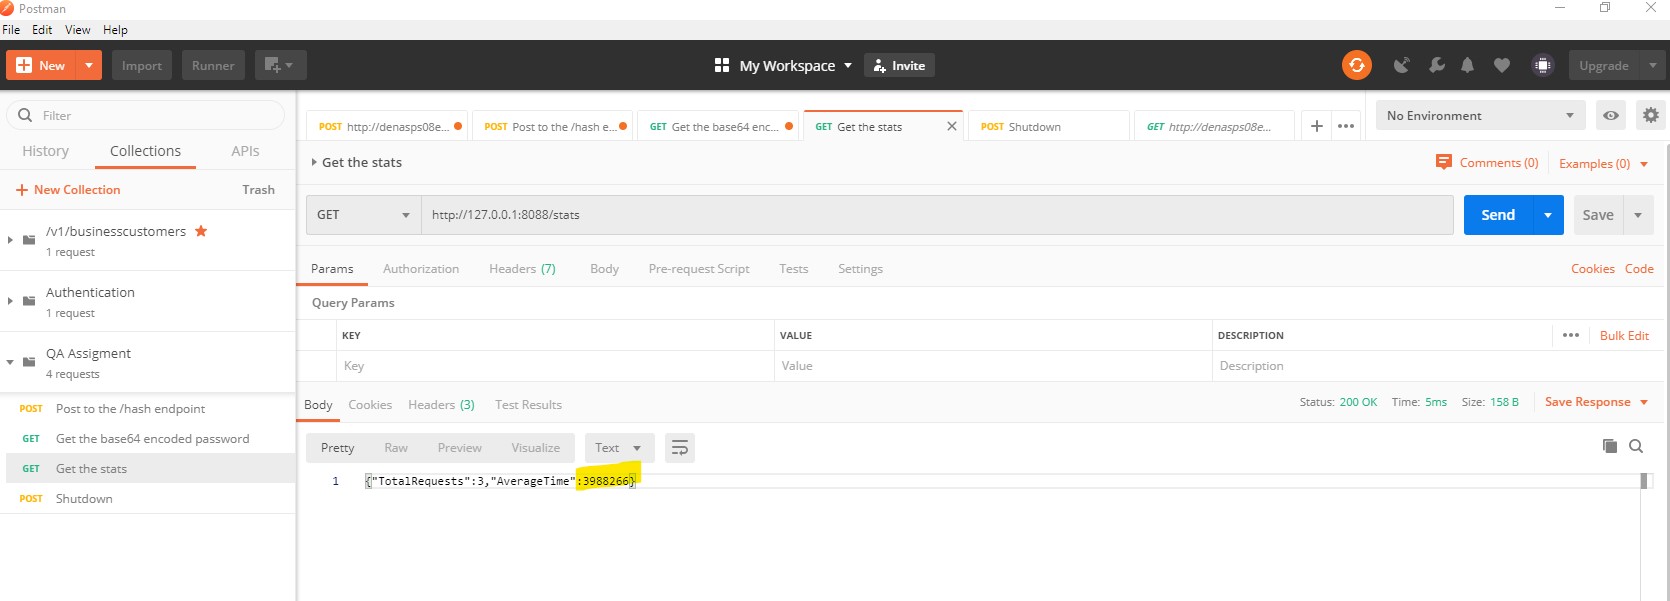 Postman
File Edit View Help
New Import Runner My Workspace Invite Upgrade
Filter
History Collections APIs
New Collection Trash
/v1/businesscustomers
1 request
Authentication
1 request
QA Assigment
4 requests
POST Post to the /hash endpoint
GET Get the base64 encoded password
GET Get the stats
POST Shutdown
POST http://denasps08e... POST Post to the /hash e... GET Get the base64 enc... GET Get the stats POST Shutdown GET http://denasps08e... No Environment
Get the stats Comments (0) Examples (0)
GET http://127.0.0.1:8088/stats Send Save
Params Authorization Headers (7) Body Pre-request Script Tests Settings Cookies Code
Query Params
KEY VALUE DESCRIPTION Bulk Edit
Key Value Description
Body Cookies Headers (3) Test Results Status: 200 OK Time: 5ms Size: 158 B Save Response
Pretty Raw Preview Visualize Text
1 {"TotalRequests":3,"AverageTime":3988266}